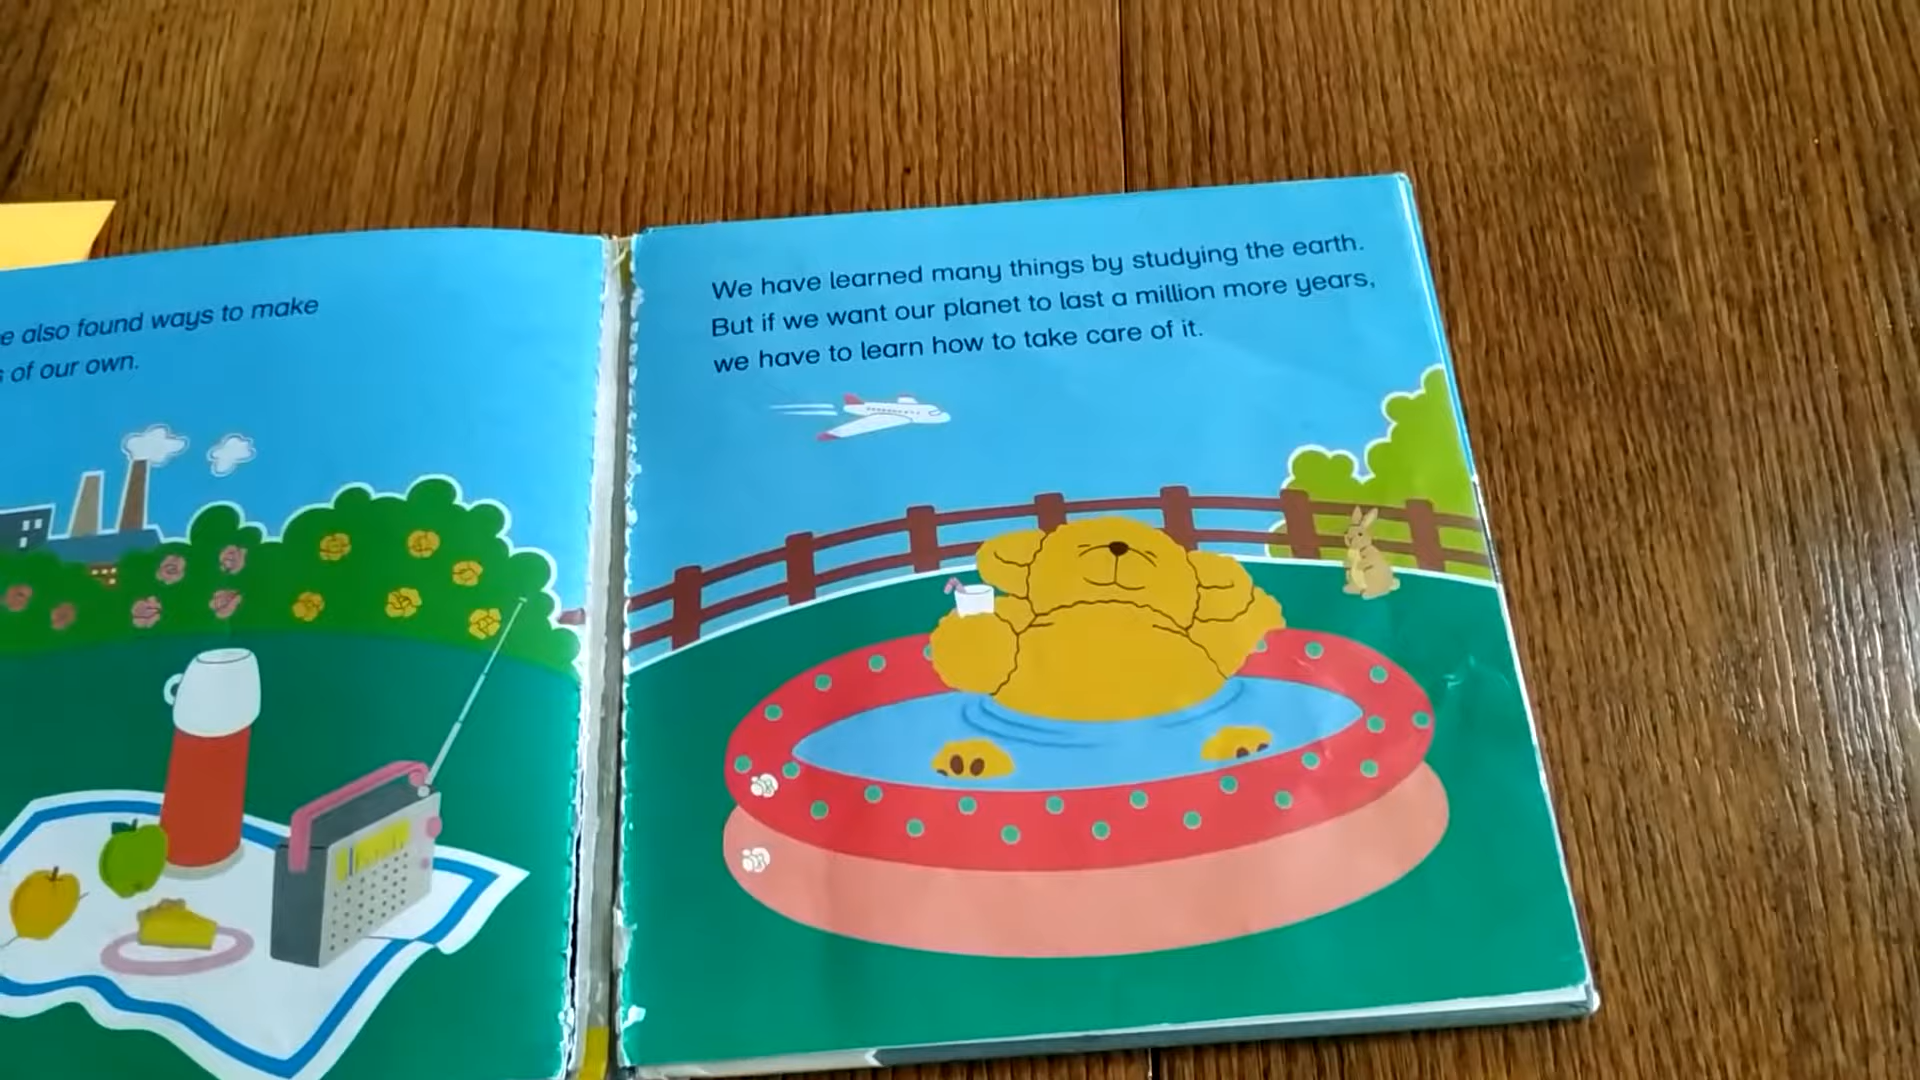 e also found ways to make
of our own.
We have learned many things by studying the earth.
But if we want our planet to last a million more years,
we have to learn how to take care of it.